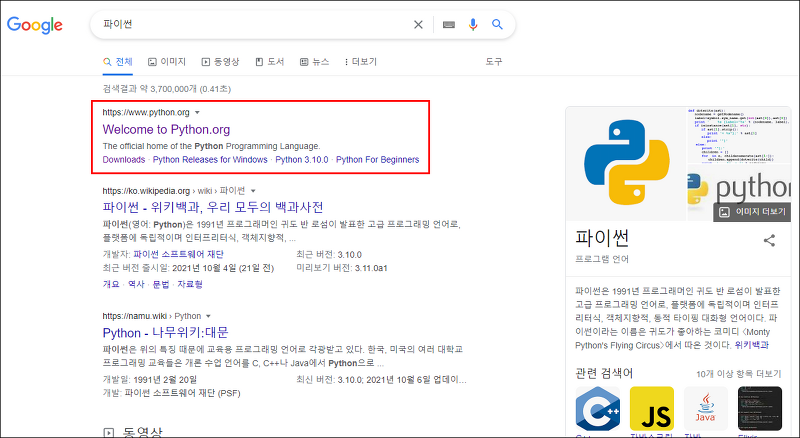 Google
파이썬
전체
이미지
동영상
도서
뉴스
더보기
도구
검색결과 약 3,700,000개 (0.41초)
https://www.python.org
Welcome to Python.org
The official home of the Python Programming Language.
Downloads · Python Releases for Windows · Python 3.10.0 · Python For Beginners
https://ko.wikipedia.org › wiki › 파이썬
파이썬 - 위키백과, 우리 모두의 백과사전
파이썬(영어: Python)은 1991년 프로그래머인 귀도 반 로섬이 발표한 고급 프로그래밍 언어로,
플랫폼에 독립적이며 인터프리터식, 객체지향적, ...
개발자: 파이썬 소프트웨어 재단
최근 버전: 3.10.0
최근 버전 출시일: 2021년 10월 4일 (21일 전)
미리보기 버전: 3.11.0a1
개요 · 역사 · 문법 · 자료형
https://namu.wiki › Python
Python - 나무위키:대문
파이썬은 위의 특징 때문에 교육용 프로그래밍 언어로 각광받고 있다. 한국, 미국의 여러 대학교
프로그래밍 교육들은 개론 수업 언어를 C, C++나 Java에서 Python으로 ...
개발일: 1991년 2월 20일
최신 버전: 3.10.0; 2021년 10월 6일 업데이...
개발: 파이썬 소프트웨어 재단 (PSF)
동영상
python
이미지 더보기
파이썬
프로그램 언어
파이썬은 1991년 프로그래머인 귀도 반 로섬이 발표한
고급 프로그래밍 언어로, 플랫폼에 독립적이며 인터프
리터식, 객체지향적, 동적 타이핑 대화형 언어이다. 파
이썬이라는 이름은 귀도가 좋아하는 코미디 〈Monty
Python's Flying Circus〉에서 따온 것이다. 위키백과
관련 검색어
10개 이상 항목 더보기
C++
JS
Java